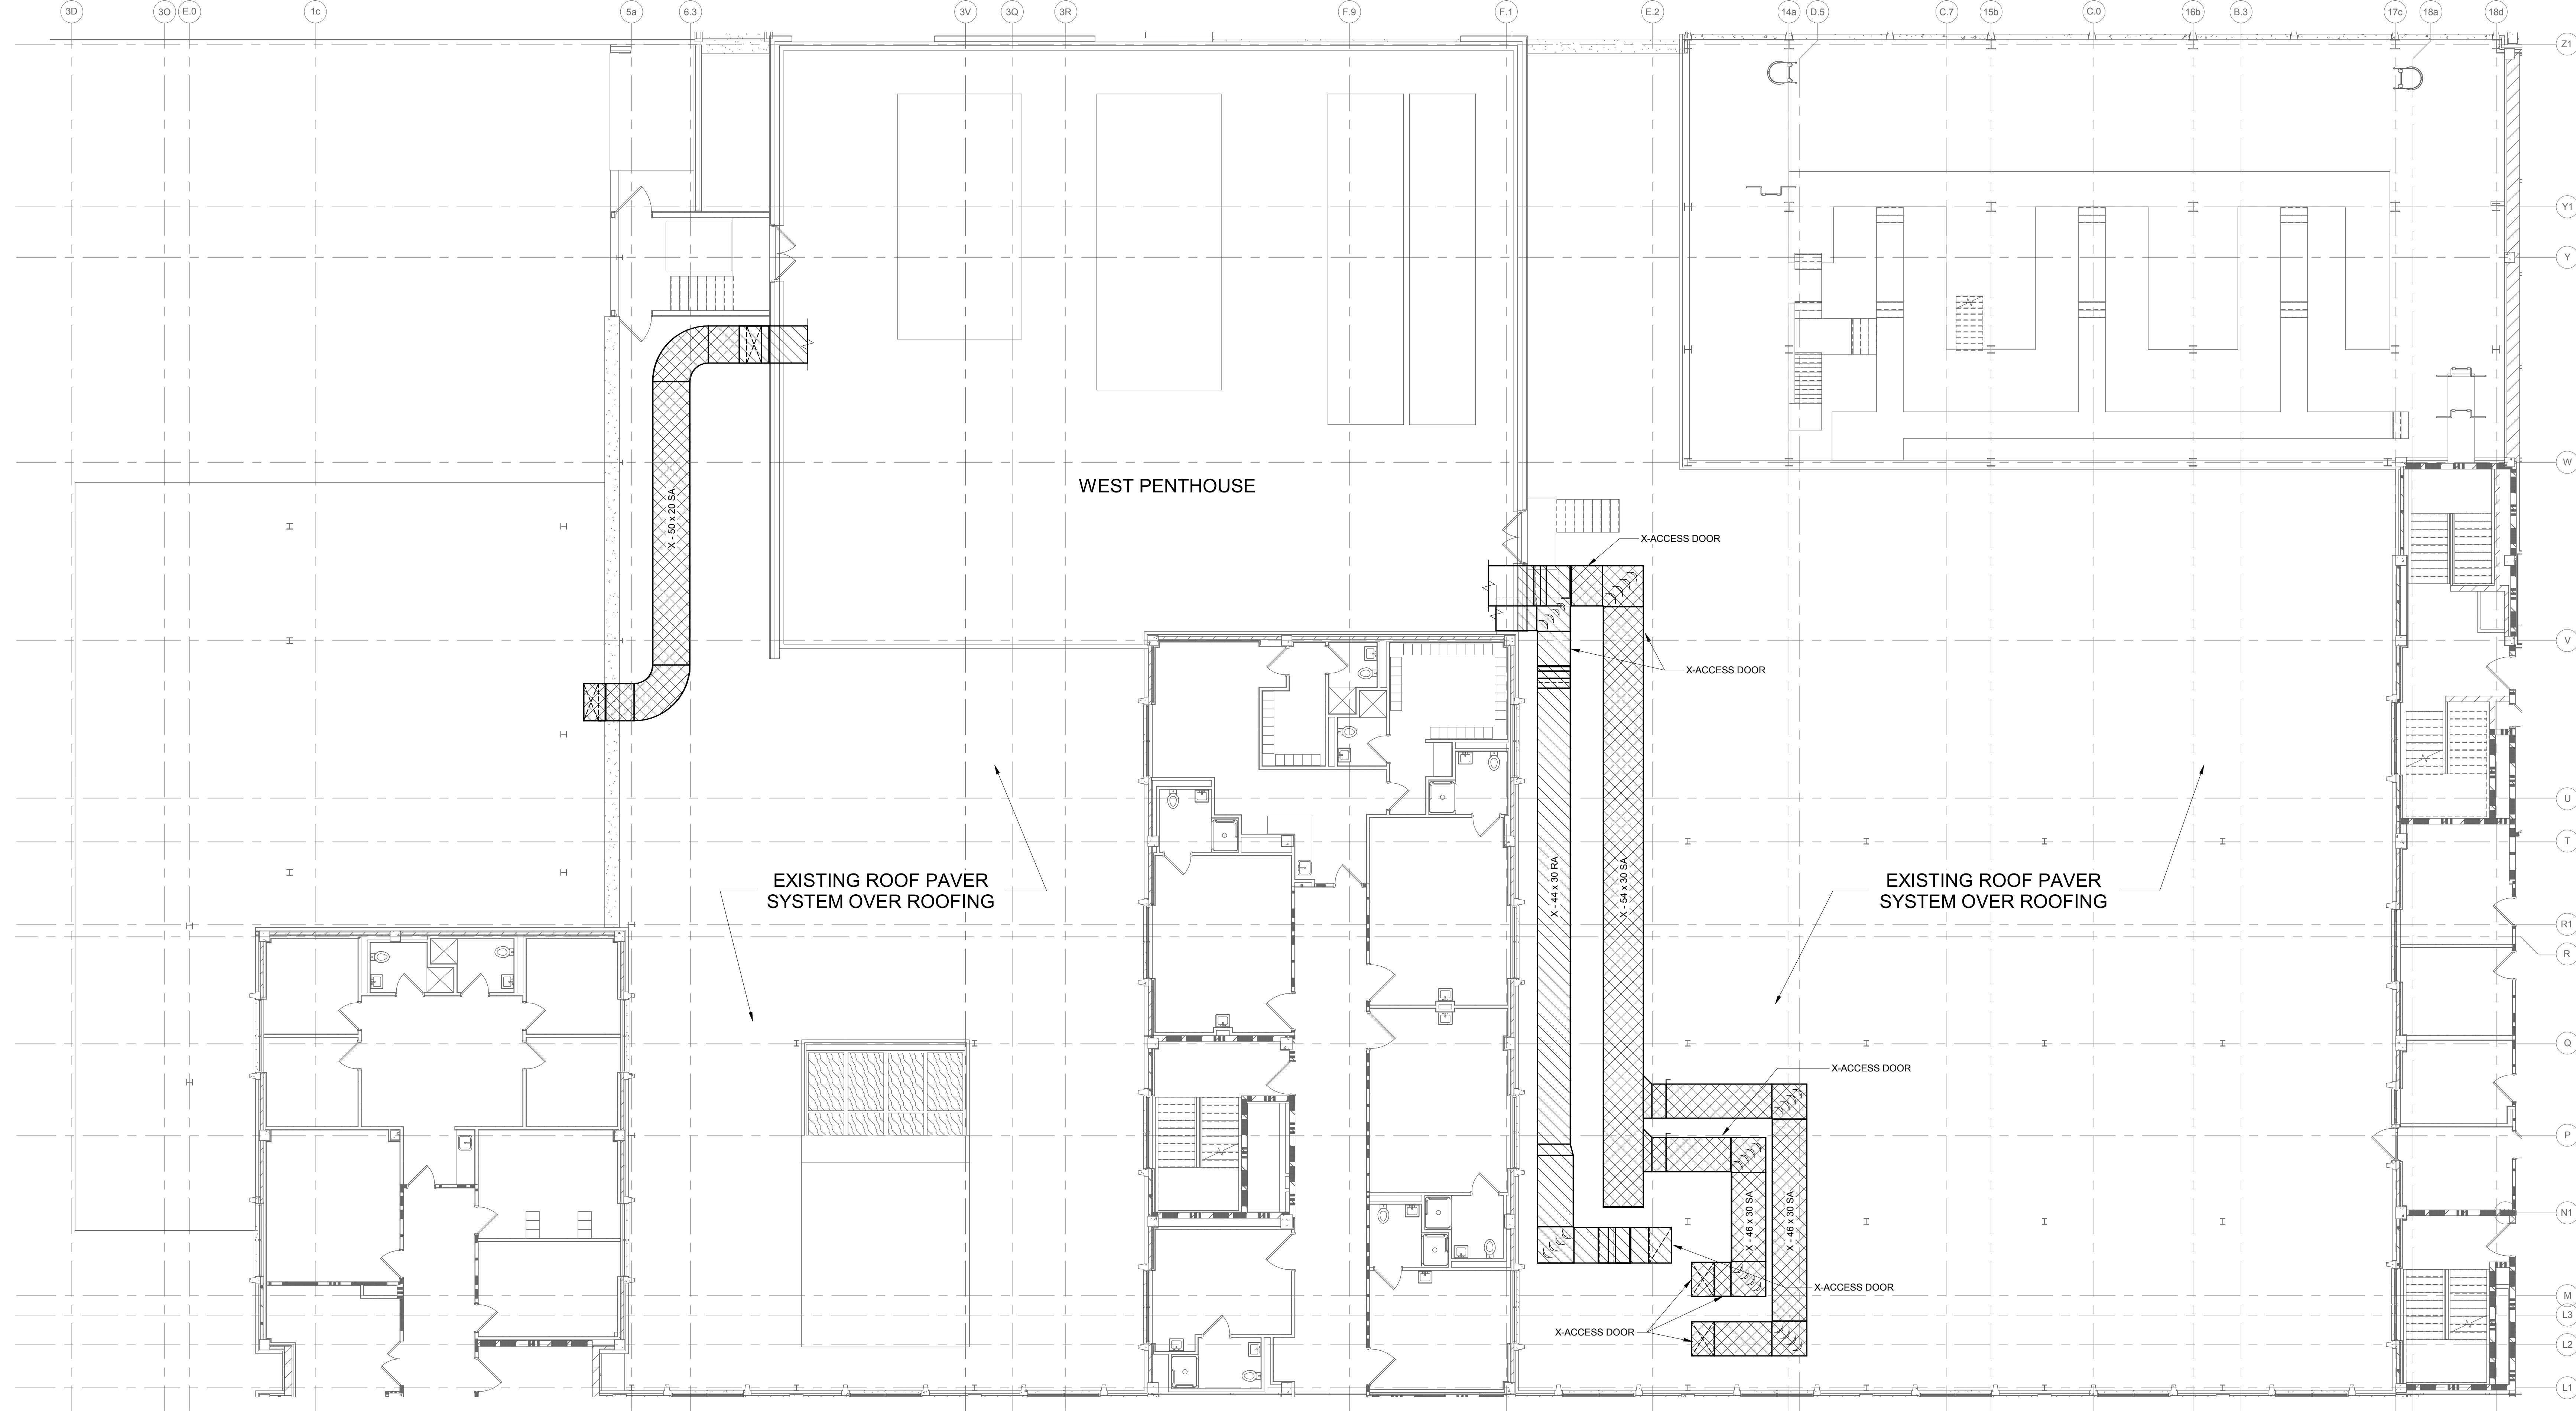 3D 3O E.0 1c 5a 6.3 3V 3Q 3R F.9 F.1 E.2 14a D.5 C.7 15b C.0 16b B.3 17c 18a 18d
Z1
Y1
Y
W
WEST PENTHOUSE
X - 50 x 20 SA
X-ACCESS DOOR
V
X-ACCESS DOOR
U
T
EXISTING ROOF PAVER
SYSTEM OVER ROOFING
X - 44 x 30 RA
X - 54 x 30 SA
EXISTING ROOF PAVER
SYSTEM OVER ROOFING
R1
R
Q
X-ACCESS DOOR
P
X - 46 x 30 SA
X - 46 x 30 SA
N1
X-ACCESS DOOR
M
L3
X-ACCESS DOOR
L2
L1